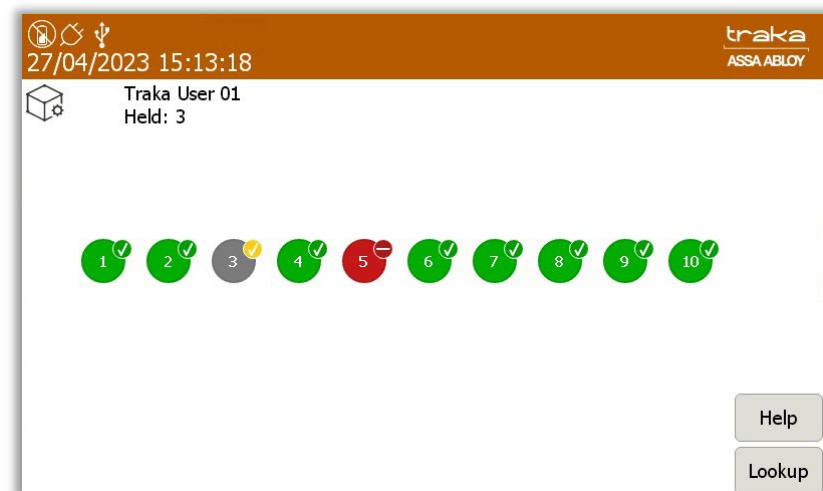 27/04/2023 15:13:18
traka
ASSA ABLOY
Traka User 01
Held: 3
1 2 3 4 5 6 7 8 9 10
Help
Lookup